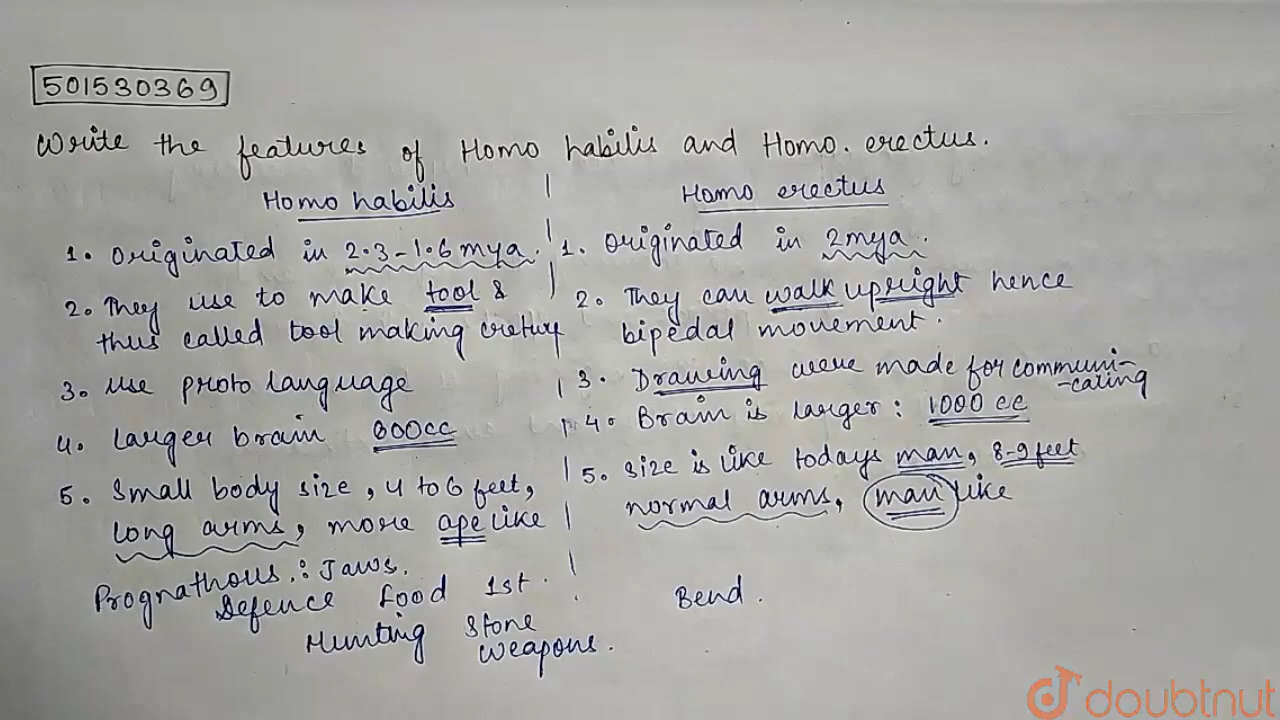 501530369
Write the features of Homo habilis and Homo. erectus.
Homo habilis
1. Originated in 2.3-1.6 mya.
2. They use to make tool &
thus called tool making creture
3. Use proto language
4. Larger brain 800cc
5. Small body size, 4 to 6 feet,
long arms, more ape like
Prognathous : Jaws.
Defence food 1st.
Hunting stone
weapons.
Homo erectus
1. Originated in 2mya.
2. They can walk upright hence
bipedal movement.
3. Drawing were made for communi-
-cating
4. Brain is larger : 1000 cc
5. Size is like todays man, 8-9 feet
normal arms, man like
Bend.
doubtnut